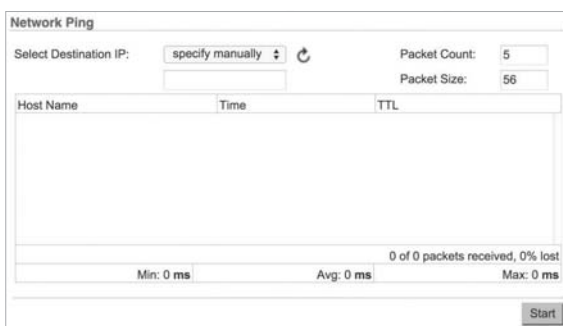 Network Ping
Select Destination IP: specify manually Packet Count: 5
Packet Size: 56
Host Name Time TTL
0 of 0 packets received, 0% lost
Min: 0 ms Avg: 0 ms Max: 0 ms
Start